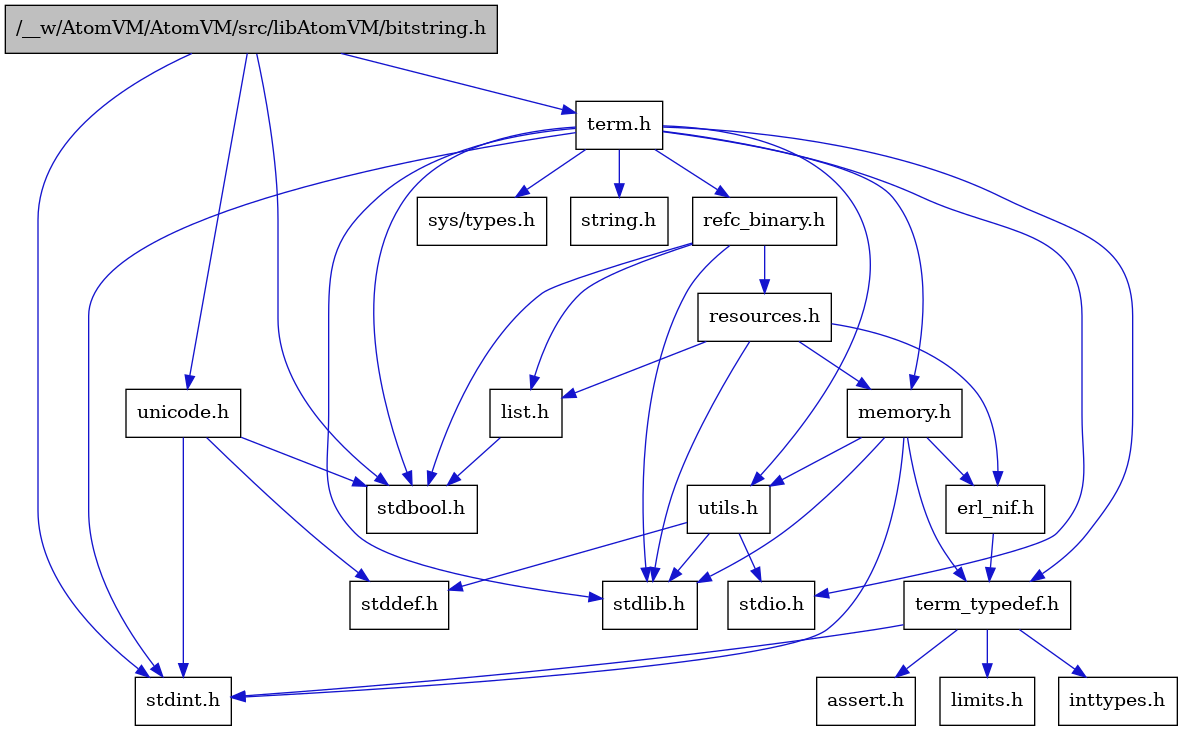 /__w/AtomVM/AtomVM/src/libAtomVM/bitstring.h
term.h
sys/types.h
string.h
refc_binary.h
resources.h
unicode.h
list.h
memory.h
stdbool.h
utils.h
erl_nif.h
stddef.h
stdlib.h
stdio.h
term_typedef.h
stdint.h
assert.h
limits.h
inttypes.h